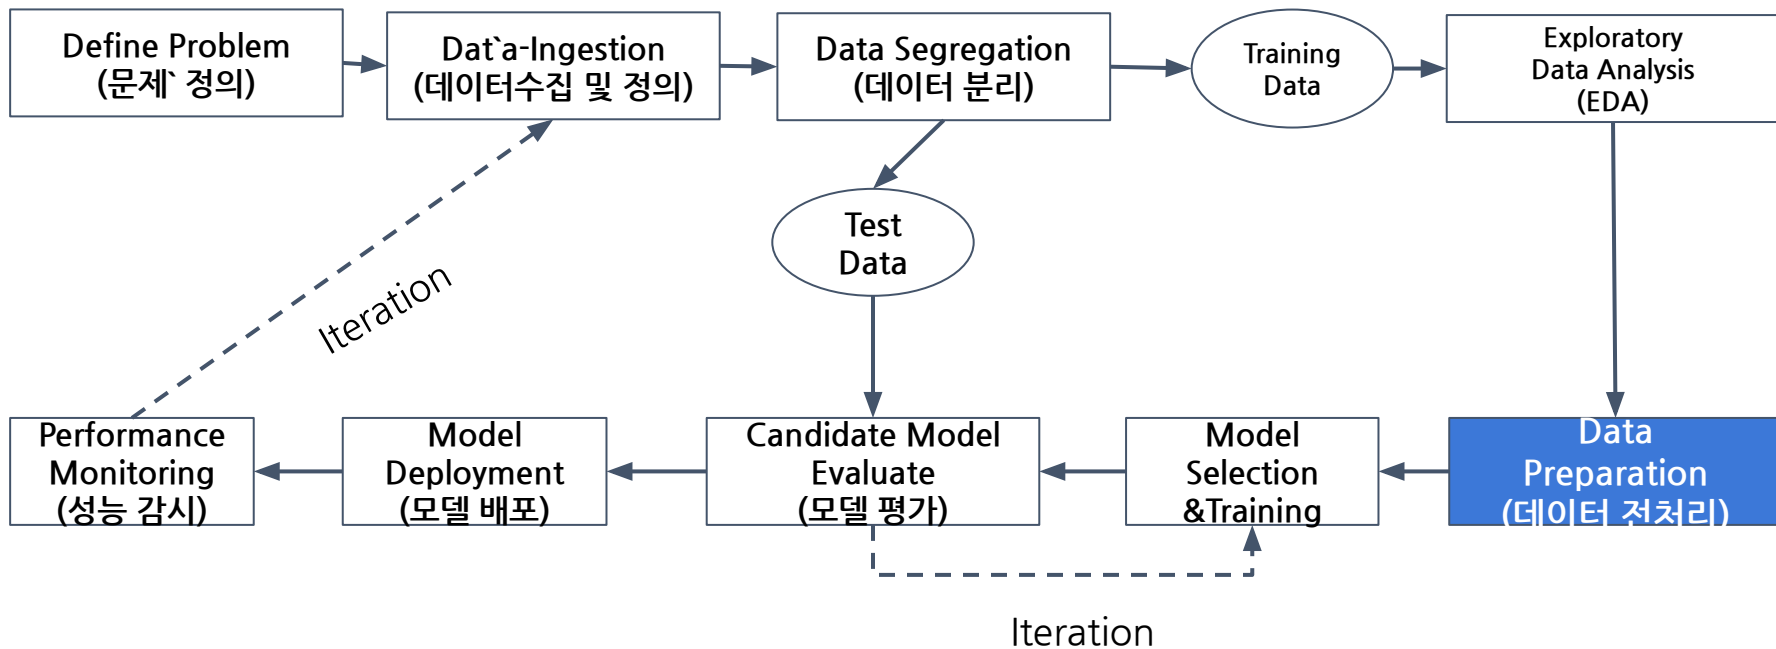 Define Problem
(문제` 정의)
Dat`a-Ingestion
(데이터수집 및 정의)
Data Segregation
(데이터 분리)
Training
Data
Exploratory
Data Analysis
(EDA)
Test
Data
Iteration
Performance
Monitoring
(성능 감시)
Model
Deployment
(모델 배포)
Candidate Model
Evaluate
(모델 평가)
Model
Selection
&Training
Data
Preparation
(데이터 전처리)
Iteration